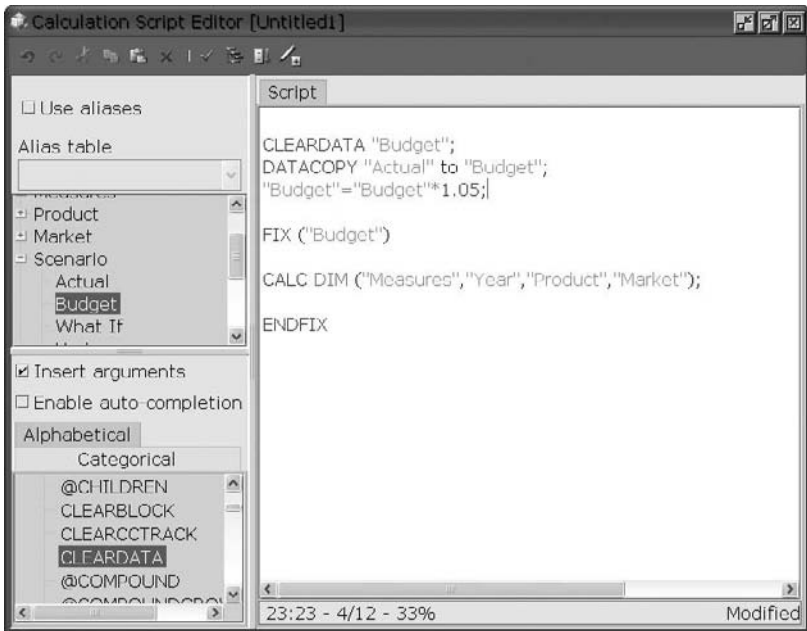 Calculation Script Editor [Untitled1]
Use aliases
Alias table
Measures
Product
Market
Scenario
Actual
Budget
What If
Insert arguments
Enable auto-completion
Alphabetical
Categorical
@CHILDREN
CLEARBLOCK
CLEARCCTRACK
CLEARDATA
@COMPOUND
Script
CLEARDATA "Budget";
DATACOPY "Actual" to "Budget";
"Budget"="Budget"*1.05;
FIX ("Budget")
CALC DIM ("Measures","Year","Product","Market");
ENDFIX
23:23 - 4/12 - 33%
Modified